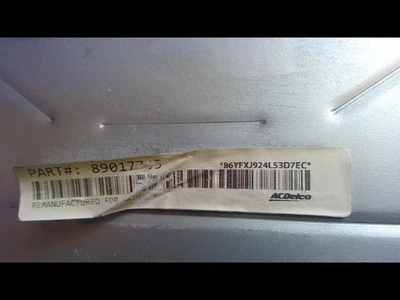 PART#: 89017
*86YFXJ924LS3D7EC*
REMANUFACTURED FOR
ACDelco